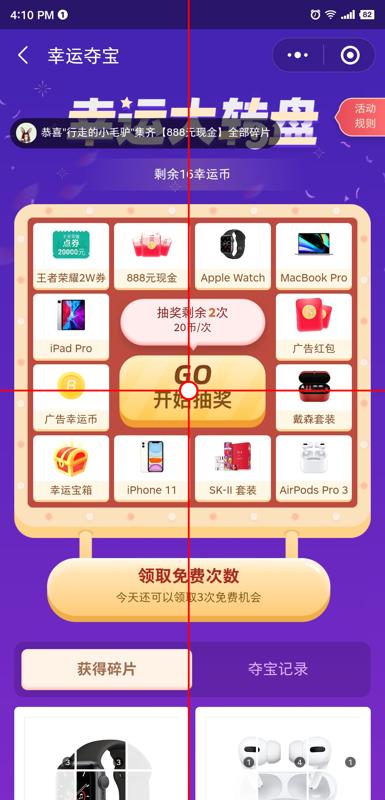 4:10 PM 1
82
幸运夺宝
幸运大转盘
活动
规则
恭喜"行走的小毛驴"集齐【888元现金】全部碎片
剩余16幸运币
王者荣耀
点券
20000元
王者荣耀2W券
888元现金
Apple Watch
MacBook Pro
iPad Pro
抽奖剩余2次
20币/次
广告红包
广告幸运币
GO
开始抽奖
戴森套装
幸运宝箱
iPhone 11
SK-II 套装
AirPods Pro 3
领取免费次数
今天还可以领取3次免费机会
获得碎片
夺宝记录
3
3
1
4
1